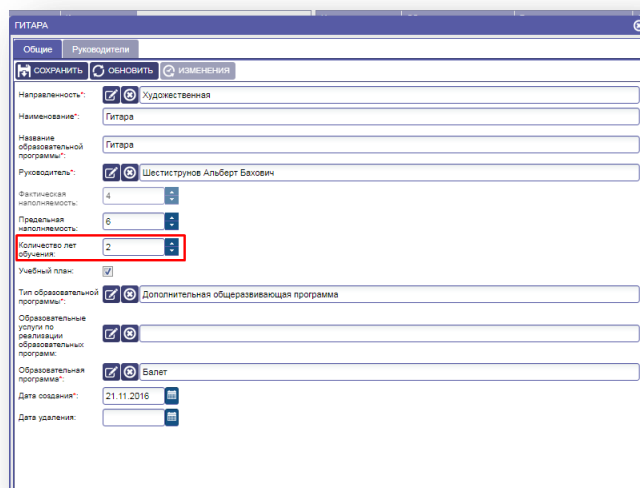 ГИТАРА
Общие Руководители
СОХРАНИТЬ ОБНОВИТЬ ИЗМЕНЕНИЯ
Направленность*: Художественная
Наименование*: Гитара
Название
образовательной
программы*: Гитара
Руководитель*: Шестиструнов Альберт Бахович
Фактическая
наполняемость: 4
Предельная
наполняемость: 6
Количество лет
обучения: 2
Учебный план:
Тип образовательной
программы*: Дополнительная общеразвивающая программа
Образовательные
услуги по
реализации
образовательных
программ:
Образовательная
программа*: Балет
Дата создания*: 21.11.2016
Дата удаления: